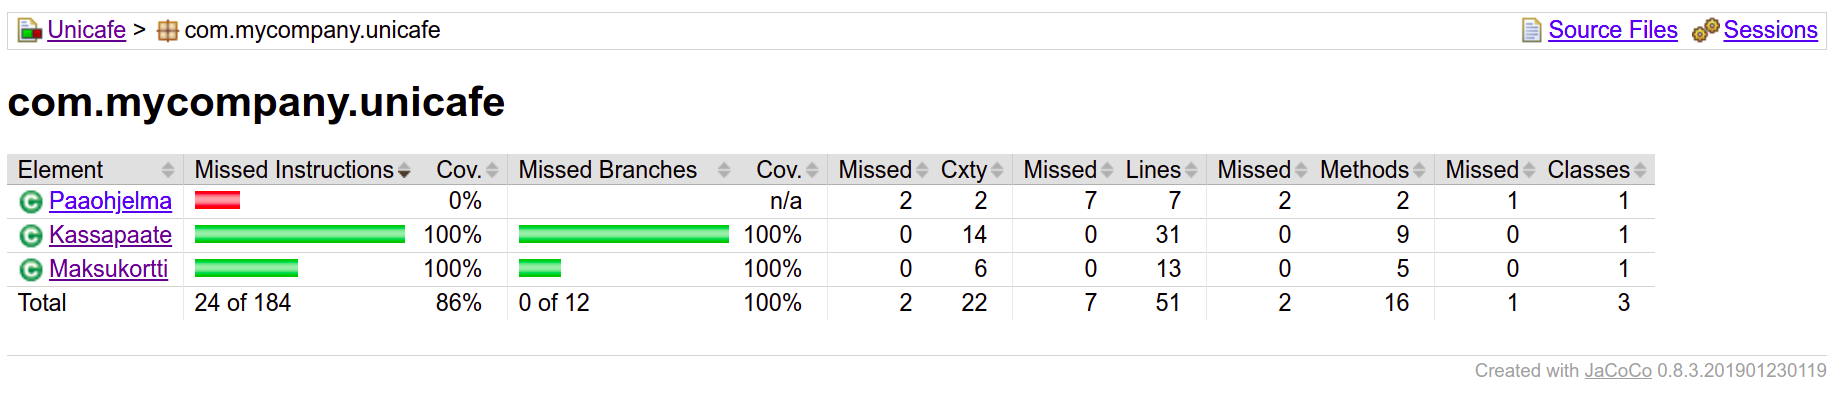 Unicafe > com.mycompany.unicafe Source Files Sessions
com.mycompany.unicafe
Element Missed Instructions Cov. Missed Branches Cov. Missed Cxty Missed Lines Missed Methods Missed Classes
Paaohjelma 0% n/a 2 2 7 7 2 2 1 1
Kassapaate 100% 100% 0 14 0 31 0 9 0 1
Maksukortti 100% 100% 0 6 0 13 0 5 0 1
Total 24 of 184 86% 0 of 12 100% 2 22 7 51 2 16 1 3
Created with JaCoCo 0.8.3.201901230119